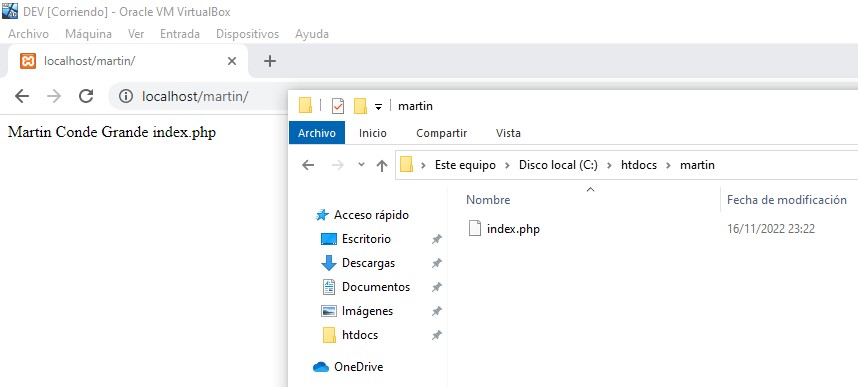 DEV [Corriendo] - Oracle VM VirtualBox
Archivo Máquina Ver Entrada Dispositivos Ayuda
localhost/martin/
localhost/martin/
Martin Conde Grande index.php
martin
Archivo Inicio Compartir Vista
Este equipo Disco local (C:) htdocs martin
Nombre Fecha de modificación
Acceso rápido
index.php 16/11/2022 23:22
Escritorio
Descargas
Documentos
Imágenes
htdocs
OneDrive